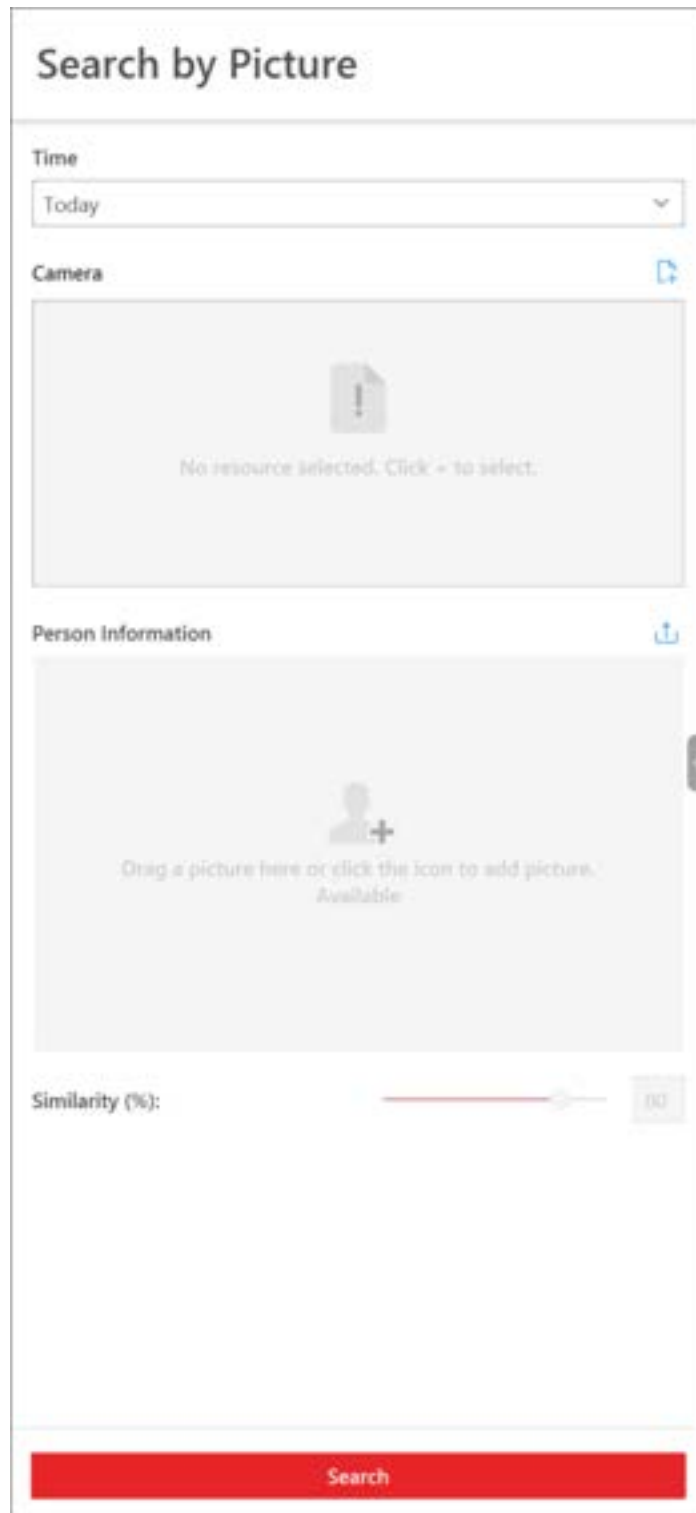 Search by Picture
Time
Today
Camera
No resource selected. Click + to select.
Person Information
Drag a picture here or click the icon to add picture.
Available
Similarity (%):
80
Search